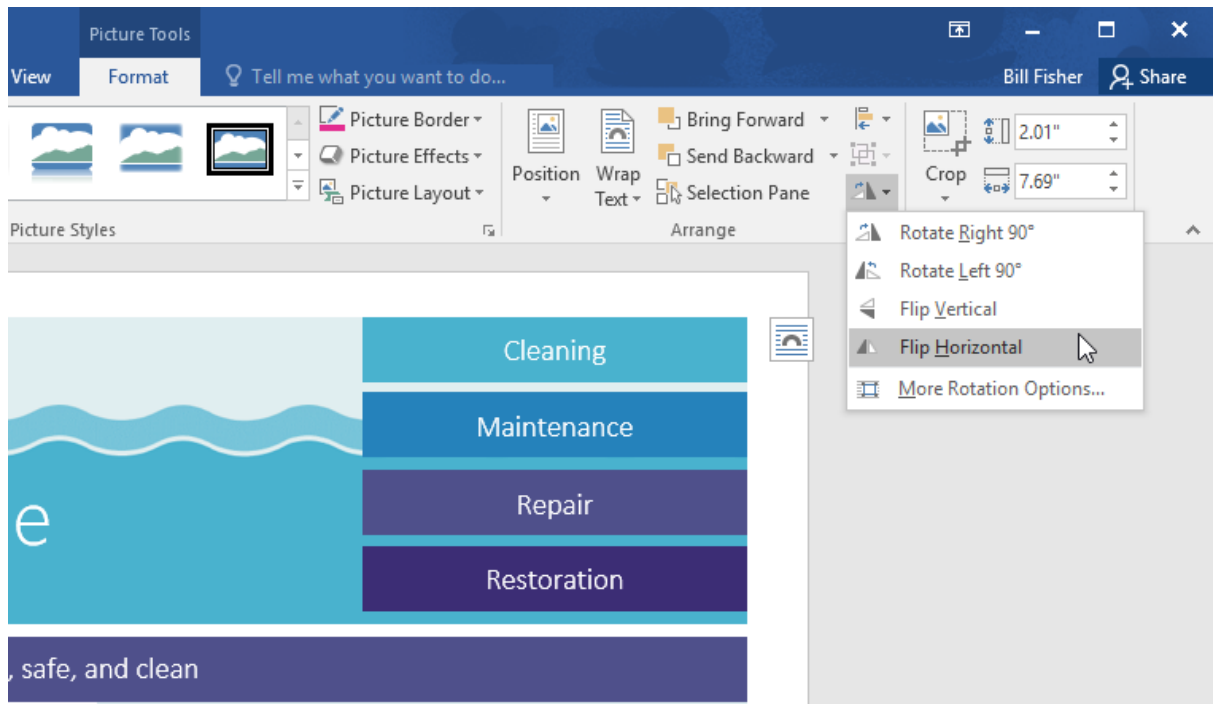 Picture Tools
View Format Tell me what you want to do... Bill Fisher Share
Picture Border
Picture Effects
Picture Layout
Position
Wrap
Text
Bring Forward
Send Backward
Selection Pane
Crop
2.01"
7.69"
Picture Styles
Arrange
Rotate Right 90°
Rotate Left 90°
Flip Vertical
Flip Horizontal
More Rotation Options...
Cleaning
Maintenance
Repair
Restoration
e
, safe, and clean